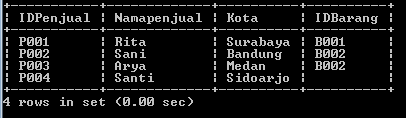 IDPenjual Namapenjual Kota IDBarang
P001 Rita Surabaya B001
P002 Sani Bandung B002
P003 Arya Medan B002
P004 Santi Sidoarjo
4 rows in set (0.00 sec)